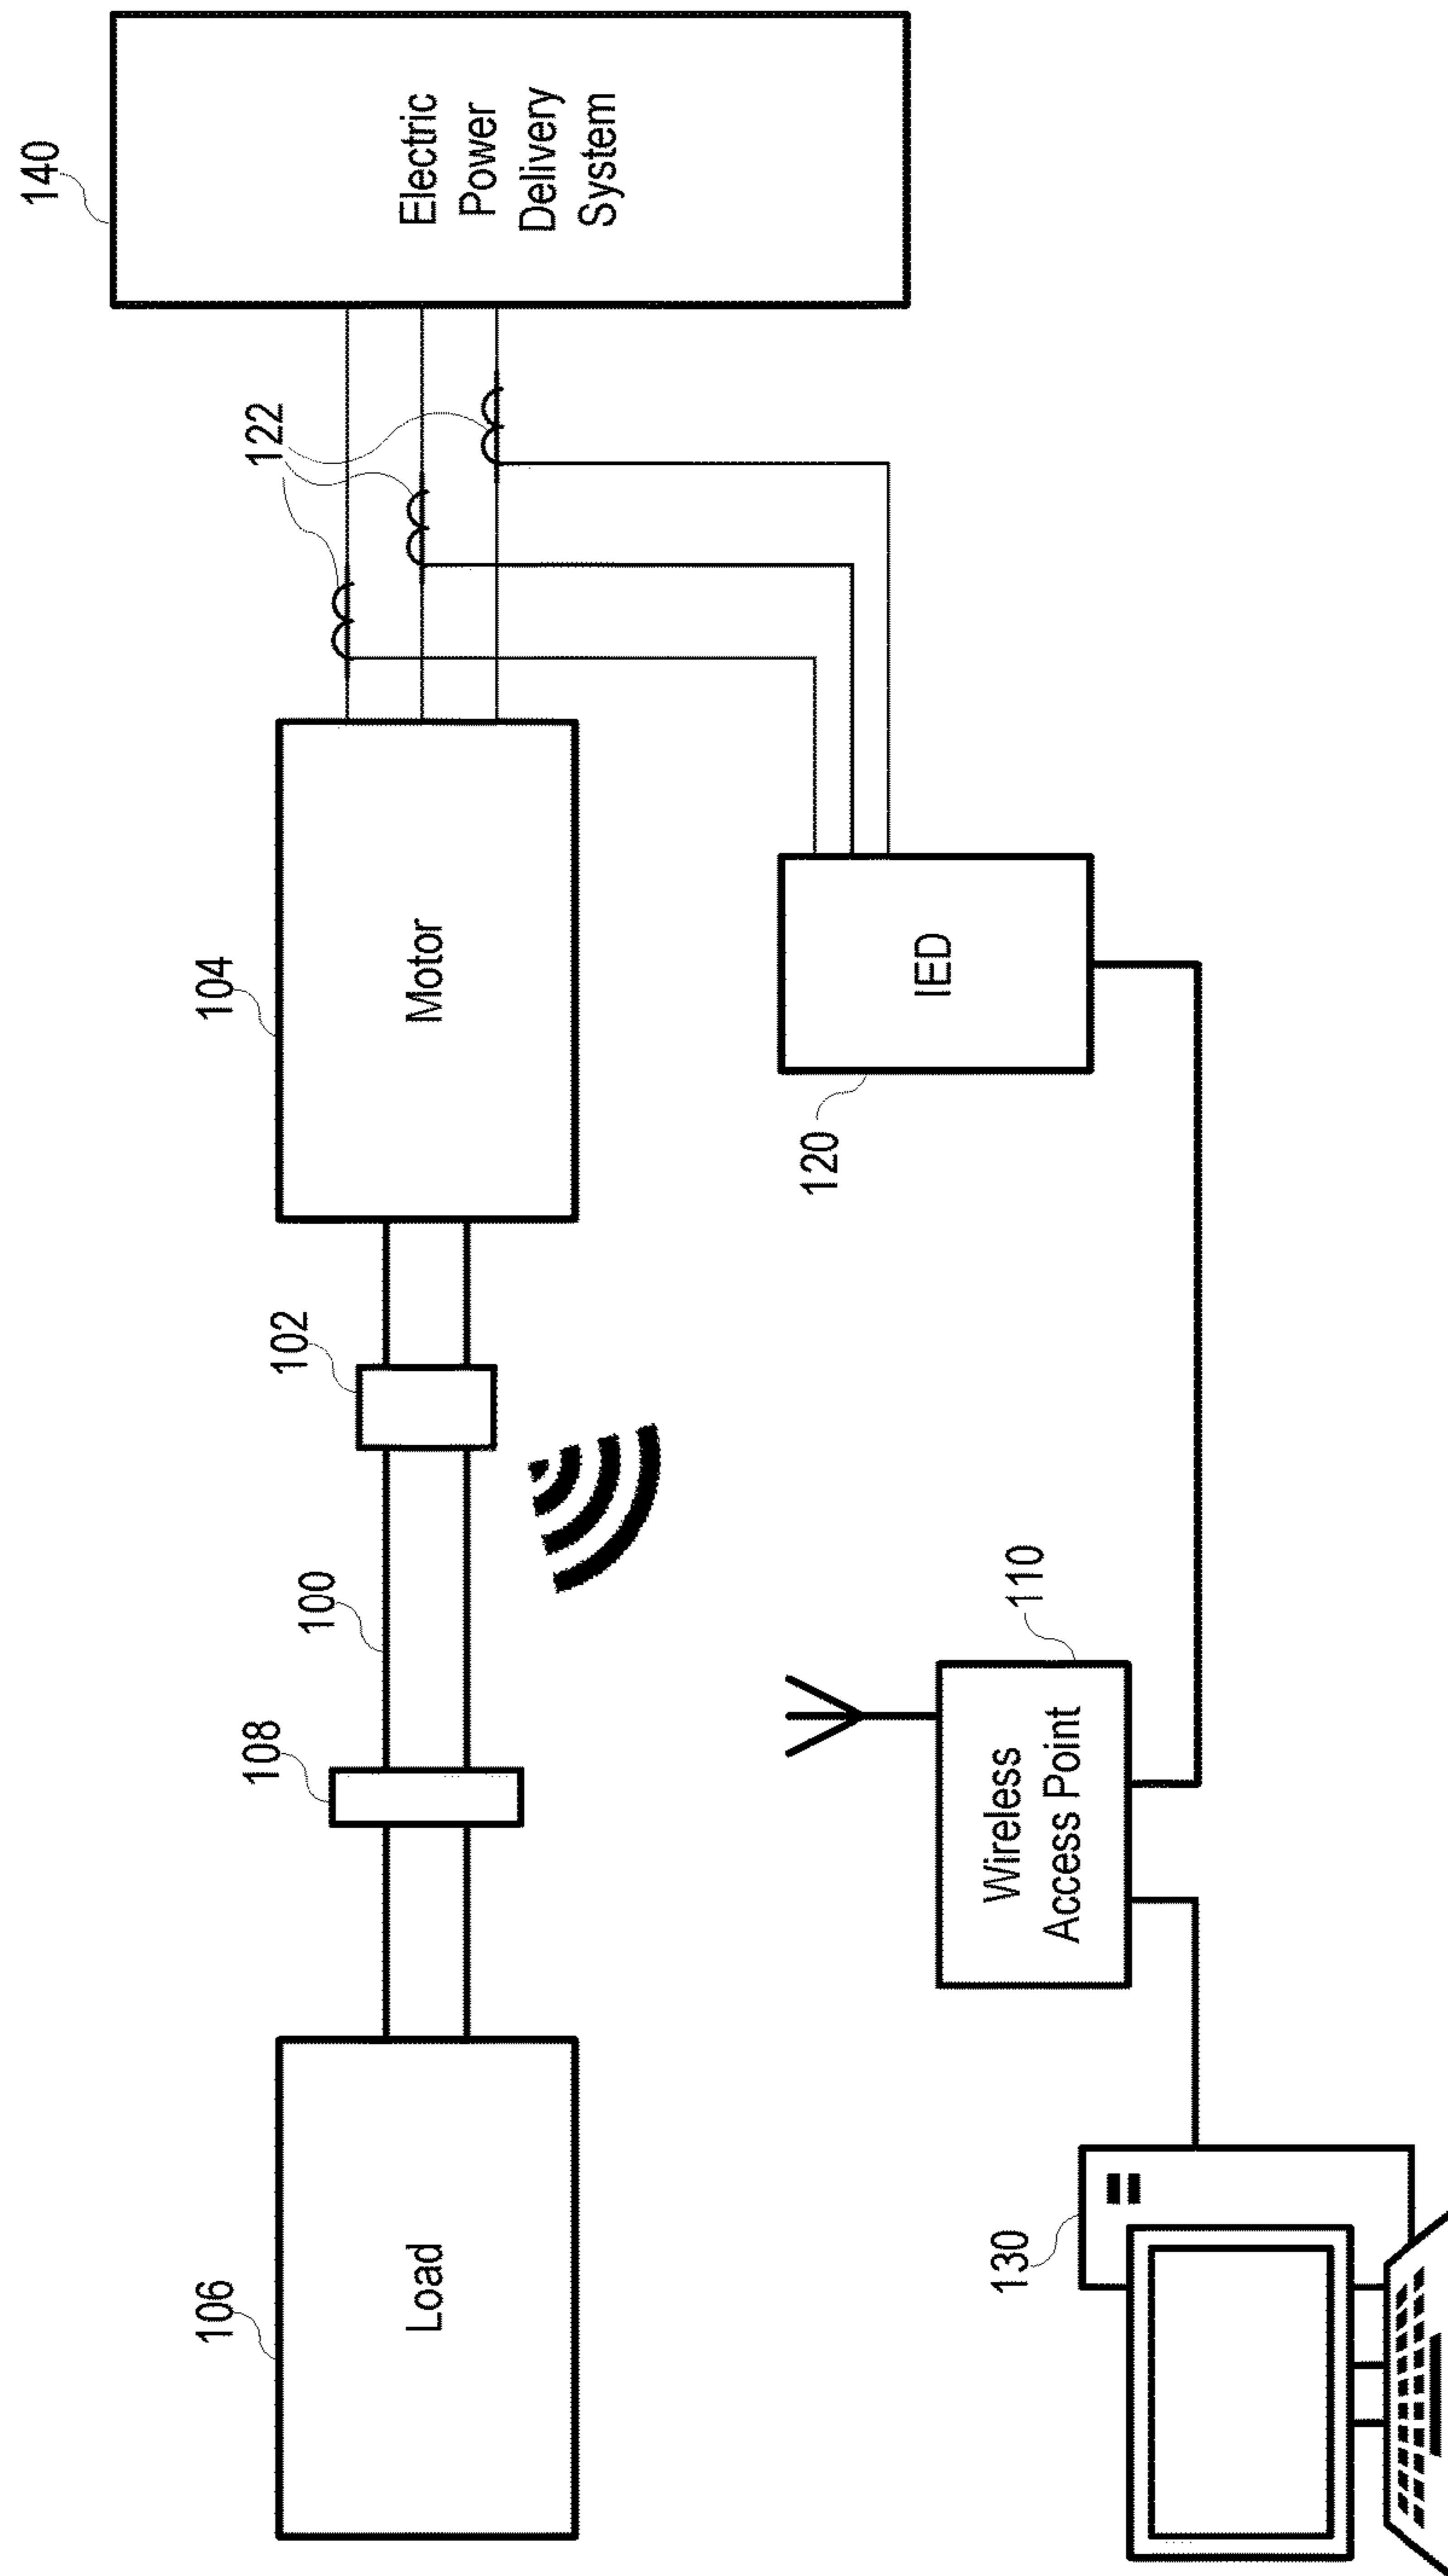 106
Load
108
100
102
104
Motor
122
140
Electric
Power
Delivery
System
130
Wireless
Access Point
110
120
IED